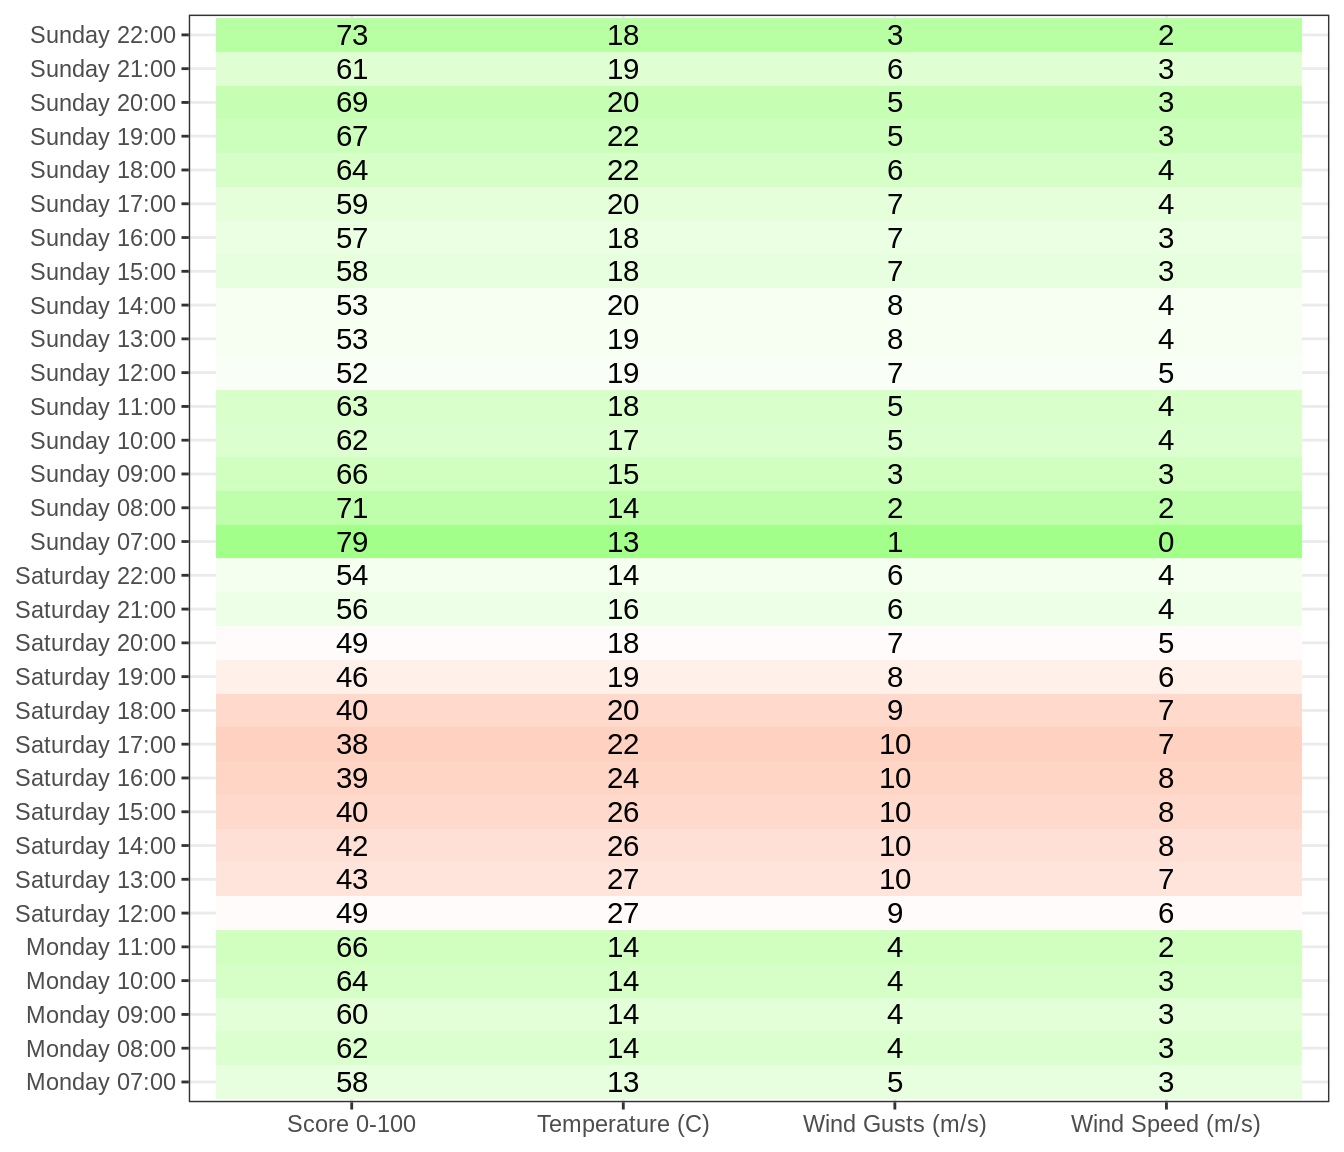 Sunday 22:00 73 18 3 2
Sunday 21:00 61 19 6 3
Sunday 20:00 69 20 5 3
Sunday 19:00 67 22 5 3
Sunday 18:00 64 22 6 4
Sunday 17:00 59 20 7 4
Sunday 16:00 57 18 7 3
Sunday 15:00 58 18 7 3
Sunday 14:00 53 20 8 4
Sunday 13:00 53 19 8 4
Sunday 12:00 52 19 7 5
Sunday 11:00 63 18 5 4
Sunday 10:00 62 17 5 4
Sunday 09:00 66 15 3 3
Sunday 08:00 71 14 2 2
Sunday 07:00 79 13 1 0
Saturday 22:00 54 14 6 4
Saturday 21:00 56 16 6 4
Saturday 20:00 49 18 7 5
Saturday 19:00 46 19 8 6
Saturday 18:00 40 20 9 7
Saturday 17:00 38 22 10 7
Saturday 16:00 39 24 10 8
Saturday 15:00 40 26 10 8
Saturday 14:00 42 26 10 8
Saturday 13:00 43 27 10 7
Saturday 12:00 49 27 9 6
Monday 11:00 66 14 4 2
Monday 10:00 64 14 4 3
Monday 09:00 60 14 4 3
Monday 08:00 62 14 4 3
Monday 07:00 58 13 5 3
Score 0-100 Temperature (C) Wind Gusts (m/s) Wind Speed (m/s)